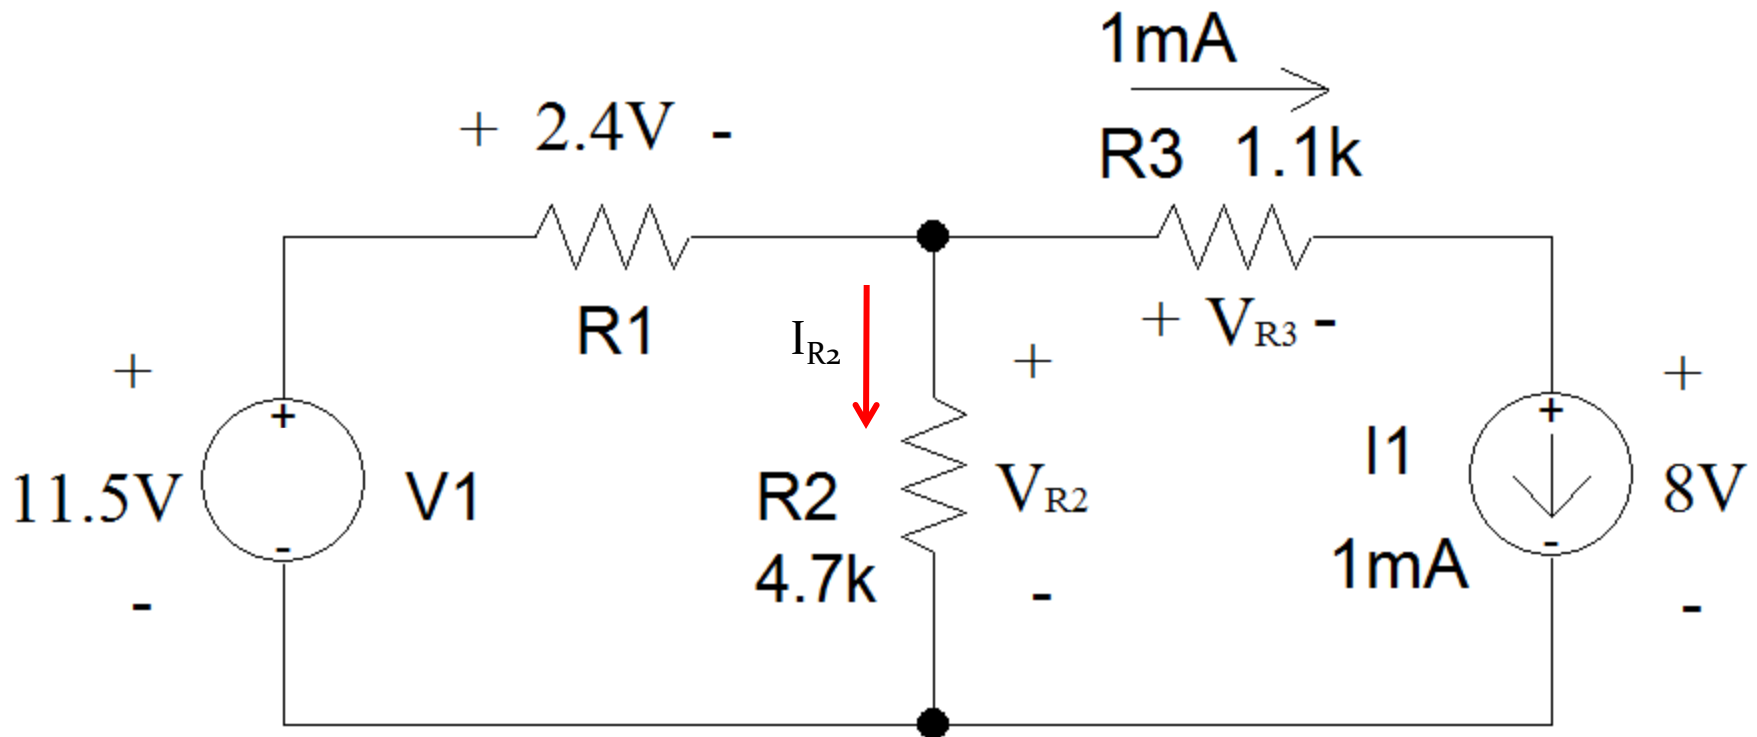 1mA
+ 2.4V -
R3 1.1k
R1
+ VR3 -
IR2
+
+
+
+
+
11.5V
V1
R2
VR2
I1
8V
-
4.7k
-
1mA
-
-
-